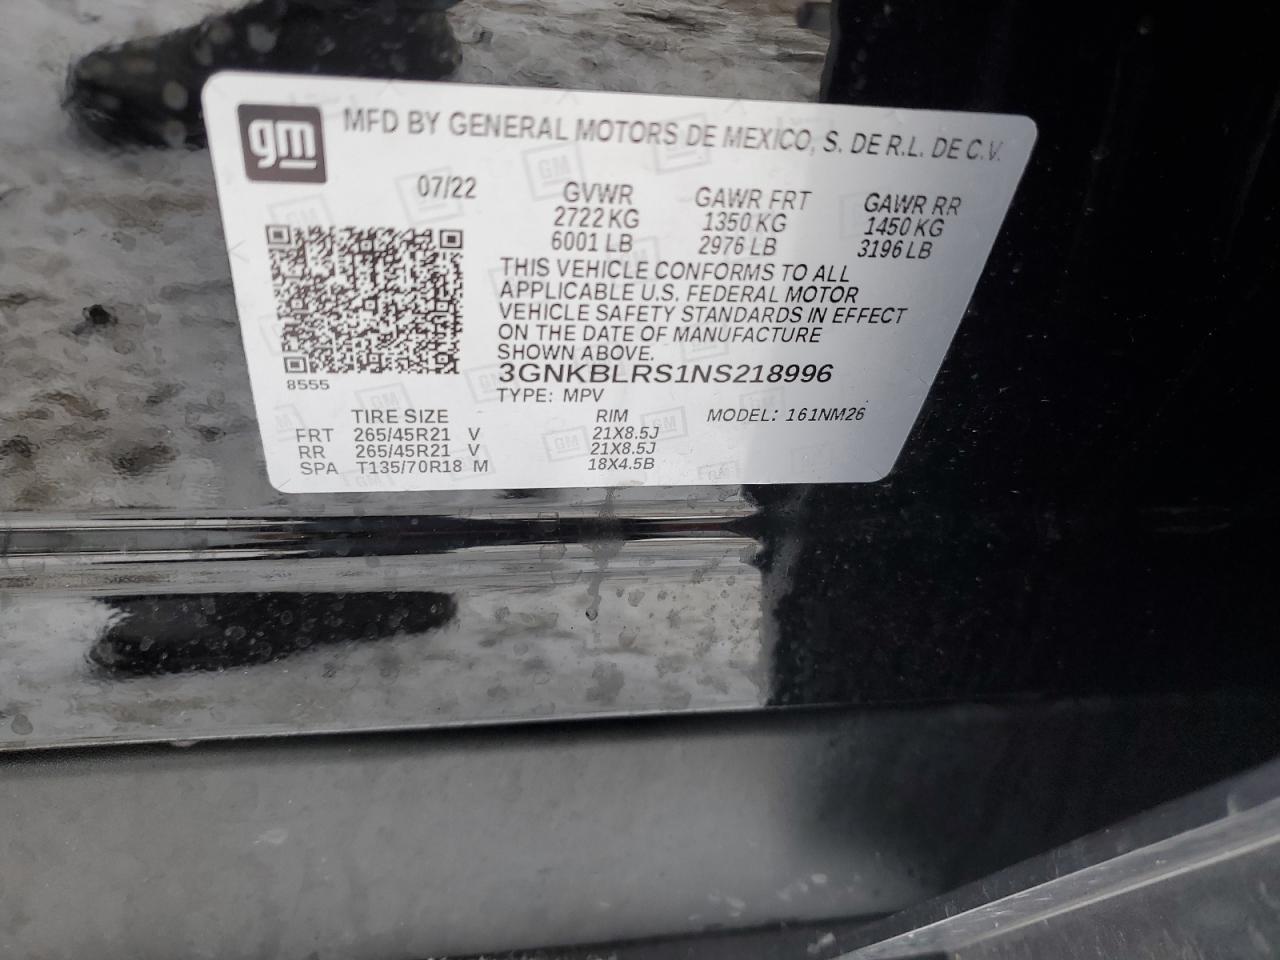 gm
MFD BY GENERAL MOTORS DE MEXICO, S. DE R.L. DE C.V.
07/22
GVWR GAWR FRT GAWR RR
2722 KG 1350 KG 1450 KG
6001 LB 2976 LB 3196 LB
THIS VEHICLE CONFORMS TO ALL
APPLICABLE U.S. FEDERAL MOTOR
VEHICLE SAFETY STANDARDS IN EFFECT
ON THE DATE OF MANUFACTURE
SHOWN ABOVE.
8555
3GNKBLRS1NS218996
TYPE: MPV
TIRE SIZE RIM MODEL: 161NM26
FRT 265/45R21 V 21X8.5J
RR 265/45R21 V 21X8.5J
SPA T135/70R18 M 18X4.5B